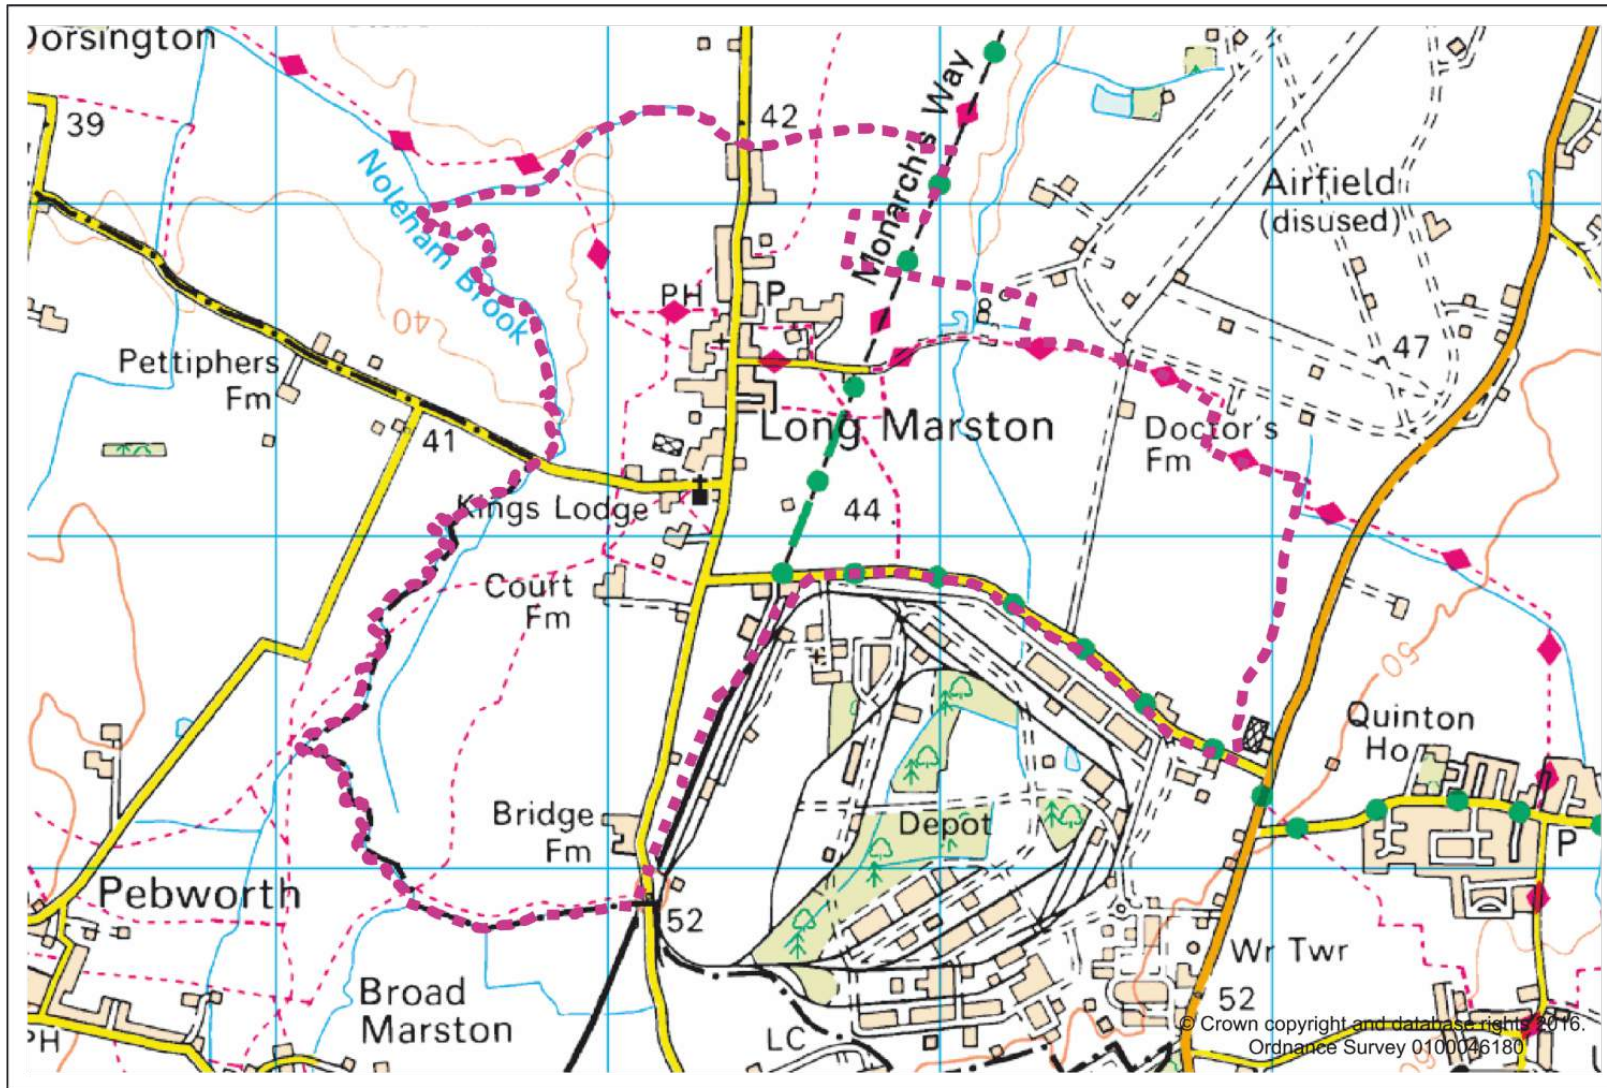 Dorsington
39
42
Monarch's Way
Noleham Brook
Airfield
(disused)
PH
P
40
47
Pettiphers
Fm
41
Long Marston
Doctor's
Fm
Kings Lodge
44
Court
Fm
50
Quinton
Ho
Bridge
Fm
Depot
P
Pebworth
52
Wr Twr
Broad
Marston
52
PH
LC
© Crown copyright and database rights 2016.
Ordnance Survey 0100046180